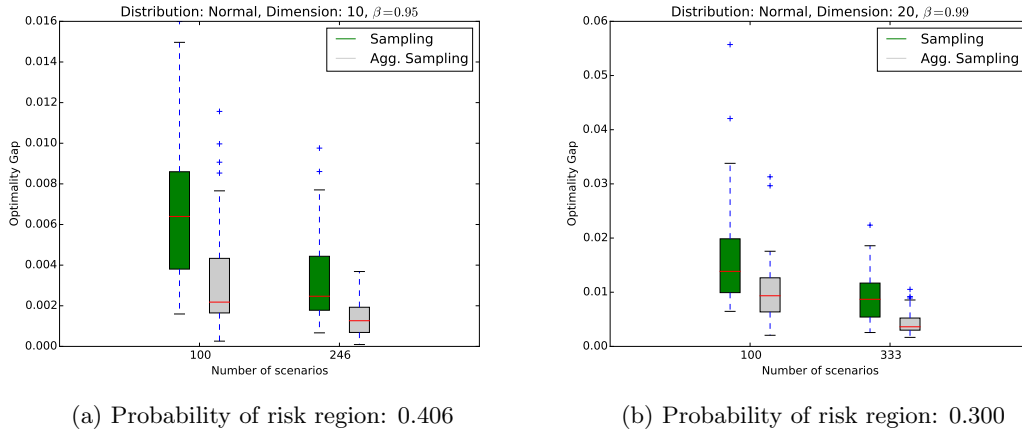 Distribution: Normal, Dimension: 10, β=0.95
Sampling
Agg. Sampling
Optimality Gap
0.016
0.014
0.012
0.010
0.008
0.006
0.004
0.002
0.000
100
246
Number of scenarios
(a) Probability of risk region: 0.406
Distribution: Normal, Dimension: 20, β=0.99
Sampling
Agg. Sampling
Optimality Gap
0.06
0.05
0.04
0.03
0.02
0.01
0.00
100
333
Number of scenarios
(b) Probability of risk region: 0.300